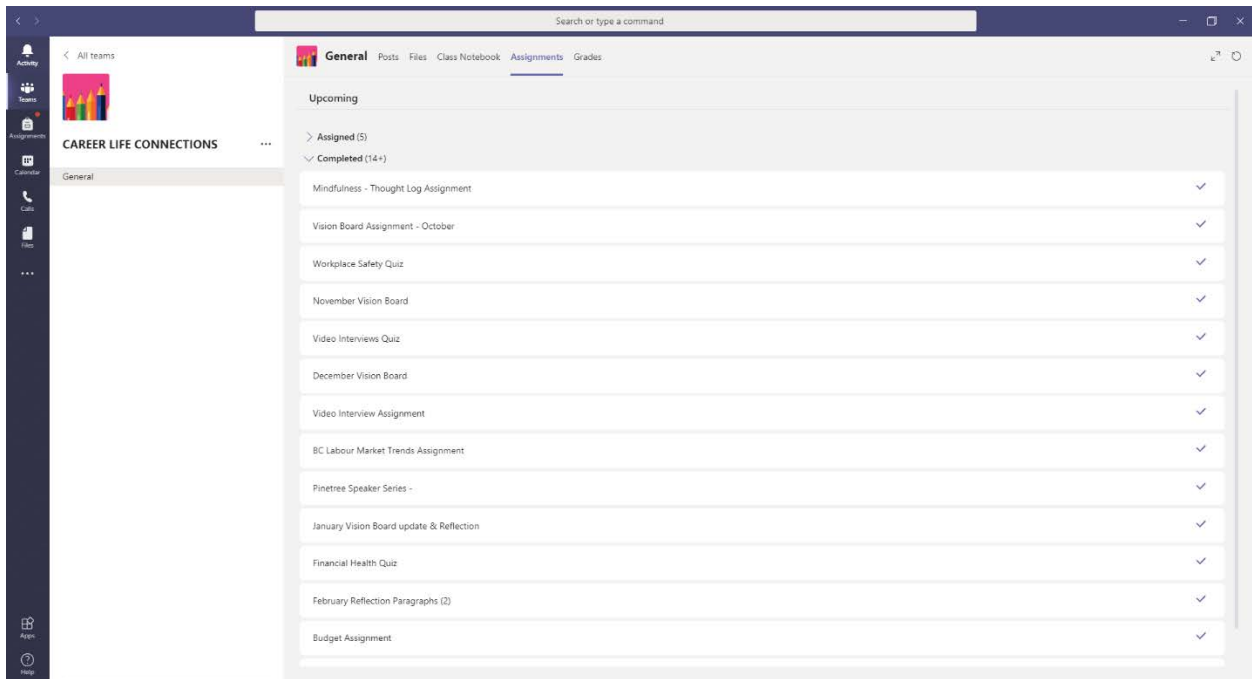 Search or type a command
Activity
Teams
Assignments
Calendar
Calls
Files
Apps
Help
All teams
CAREER LIFE CONNECTIONS
General
General Posts Files Class Notebook Assignments Grades
Upcoming
Assigned (5)
Completed (14+)
Mindfulness - Thought Log Assignment
Vision Board Assignment - October
Workplace Safety Quiz
November Vision Board
Video Interviews Quiz
December Vision Board
Video Interview Assignment
BC Labour Market Trends Assignment
Pinetree Speaker Series -
January Vision Board update & Reflection
Financial Health Quiz
February Reflection Paragraphs (2)
Budget Assignment